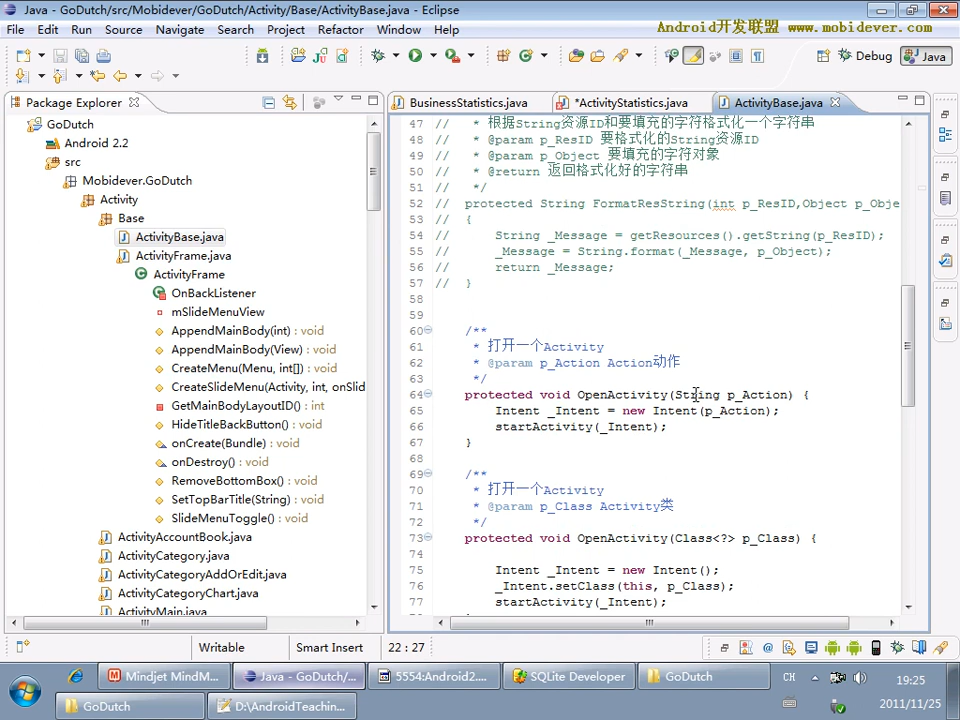 Java - GoDutch/src/Mobidever/GoDutch/Activity/Base/ActivityBase.java - Eclipse
File Edit Run Source Navigate Search Project Refactor Window Help
Android开发联盟 www.mobidever.com
Debug Java
Package Explorer
BusinessStatistics.java *ActivityStatistics.java ActivityBase.java
GoDutch
Android 2.2
src
Mobidever.GoDutch
Activity
Base
ActivityBase.java
ActivityFrame.java
ActivityFrame
OnBackListener
mSlideMenuView
AppendMainBody(int) : void
AppendMainBody(View) : void
CreateMenu(Menu, int[]) : void
CreateSlideMenu(Activity, int, onSlid
GetMainBodyLayoutID() : int
HideTitleBackButton() : void
onCreate(Bundle) : void
onDestroy() : void
RemoveBottomBox() : void
SetTopBarTitle(String) : void
SlideMenuToggle() : void
ActivityAccountBook.java
ActivityCategory.java
ActivityCategoryAddOrEdit.java
ActivityCategoryChart.java
ActivityMain.java
47 // * 根据String资源ID和要填充的字符格式化一个字符串
48 // * @param p_ResID 要格式化的String资源ID
49 // * @param p_Object 要填充的字符对象
50 // * @return 返回格式化好的字符串
51 // */
52 // protected String FormatResString(int p_ResID,Object p_Obje
53 // {
54 // String _Message = getResources().getString(p_ResID);
55 // _Message = String.format(_Message, p_Object);
56 // return _Message;
57 // }
58
59
60 /**
61 * 打开一个Activity
62 * @param p_Action Action动作
63 */
64 protected void OpenActivity(String p_Action) {
65 Intent _Intent = new Intent(p_Action);
66 startActivity(_Intent);
67 }
68
69 /**
70 * 打开一个Activity
71 * @param p_Class Activity类
72 */
73 protected void OpenActivity(Class<?> p_Class) {
74
75 Intent _Intent = new Intent();
76 _Intent.setClass(this, p_Class);
77 startActivity(_Intent);
Writable Smart Insert 22 : 27
Mindjet MindM... Java - GoDutch/... 5554:Android2.... SQLite Developer GoDutch CH 19:25
GoDutch D:\AndroidTeachin... 2011/11/25